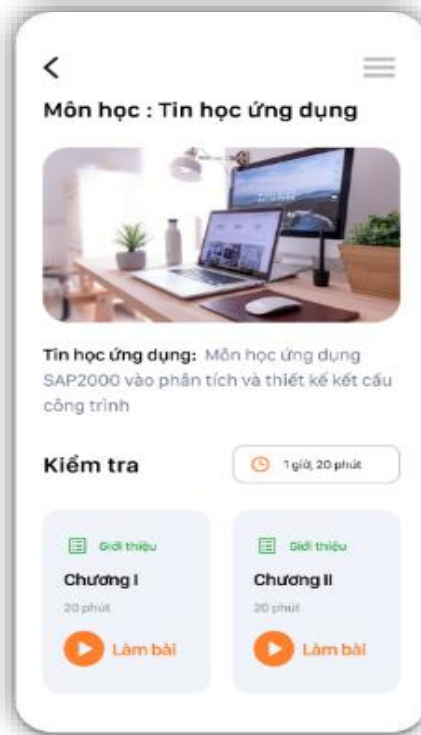 Môn học : Tin học ứng dụng
Tin học ứng dụng: Môn học ứng dụng
SAP2000 vào phân tích và thiết kế kết cấu
công trình
Kiểm tra
1 giờ, 20 phút
Giới thiệu
Chương I
20 phút
Làm bài
Giới thiệu
Chương II
20 phút
Làm bài